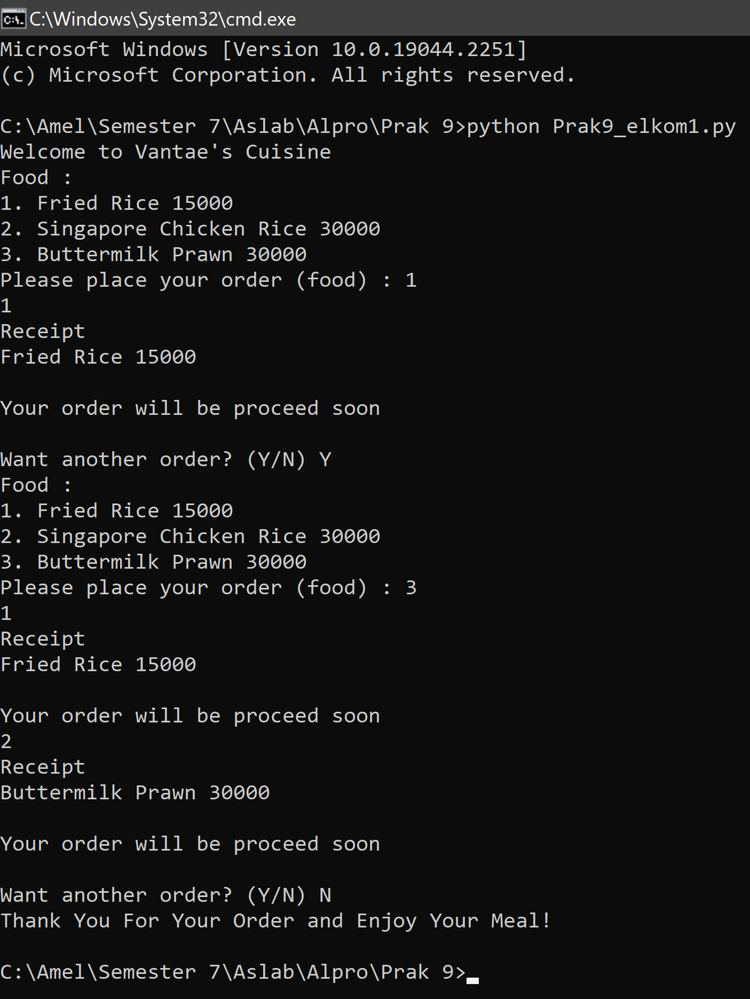 C:\Windows\System32\cmd.exe
Microsoft Windows [Version 10.0.19044.2251]
(c) Microsoft Corporation. All rights reserved.
C:\Amel\Semester 7\Aslab\Alpro\Prak 9>python Prak9_elkom1.py
Welcome to Vantae's Cuisine
Food :
1. Fried Rice 15000
2. Singapore Chicken Rice 30000
3. Buttermilk Prawn 30000
Please place your order (food) : 1
1
Receipt
Fried Rice 15000
Your order will be proceed soon
Want another order? (Y/N) Y
Food :
1. Fried Rice 15000
2. Singapore Chicken Rice 30000
3. Buttermilk Prawn 30000
Please place your order (food) : 3
1
Receipt
Fried Rice 15000
Your order will be proceed soon
2
Receipt
Buttermilk Prawn 30000
Your order will be proceed soon
Want another order? (Y/N) N
Thank You For Your Order and Enjoy Your Meal!
C:\Amel\Semester 7\Aslab\Alpro\Prak 9>